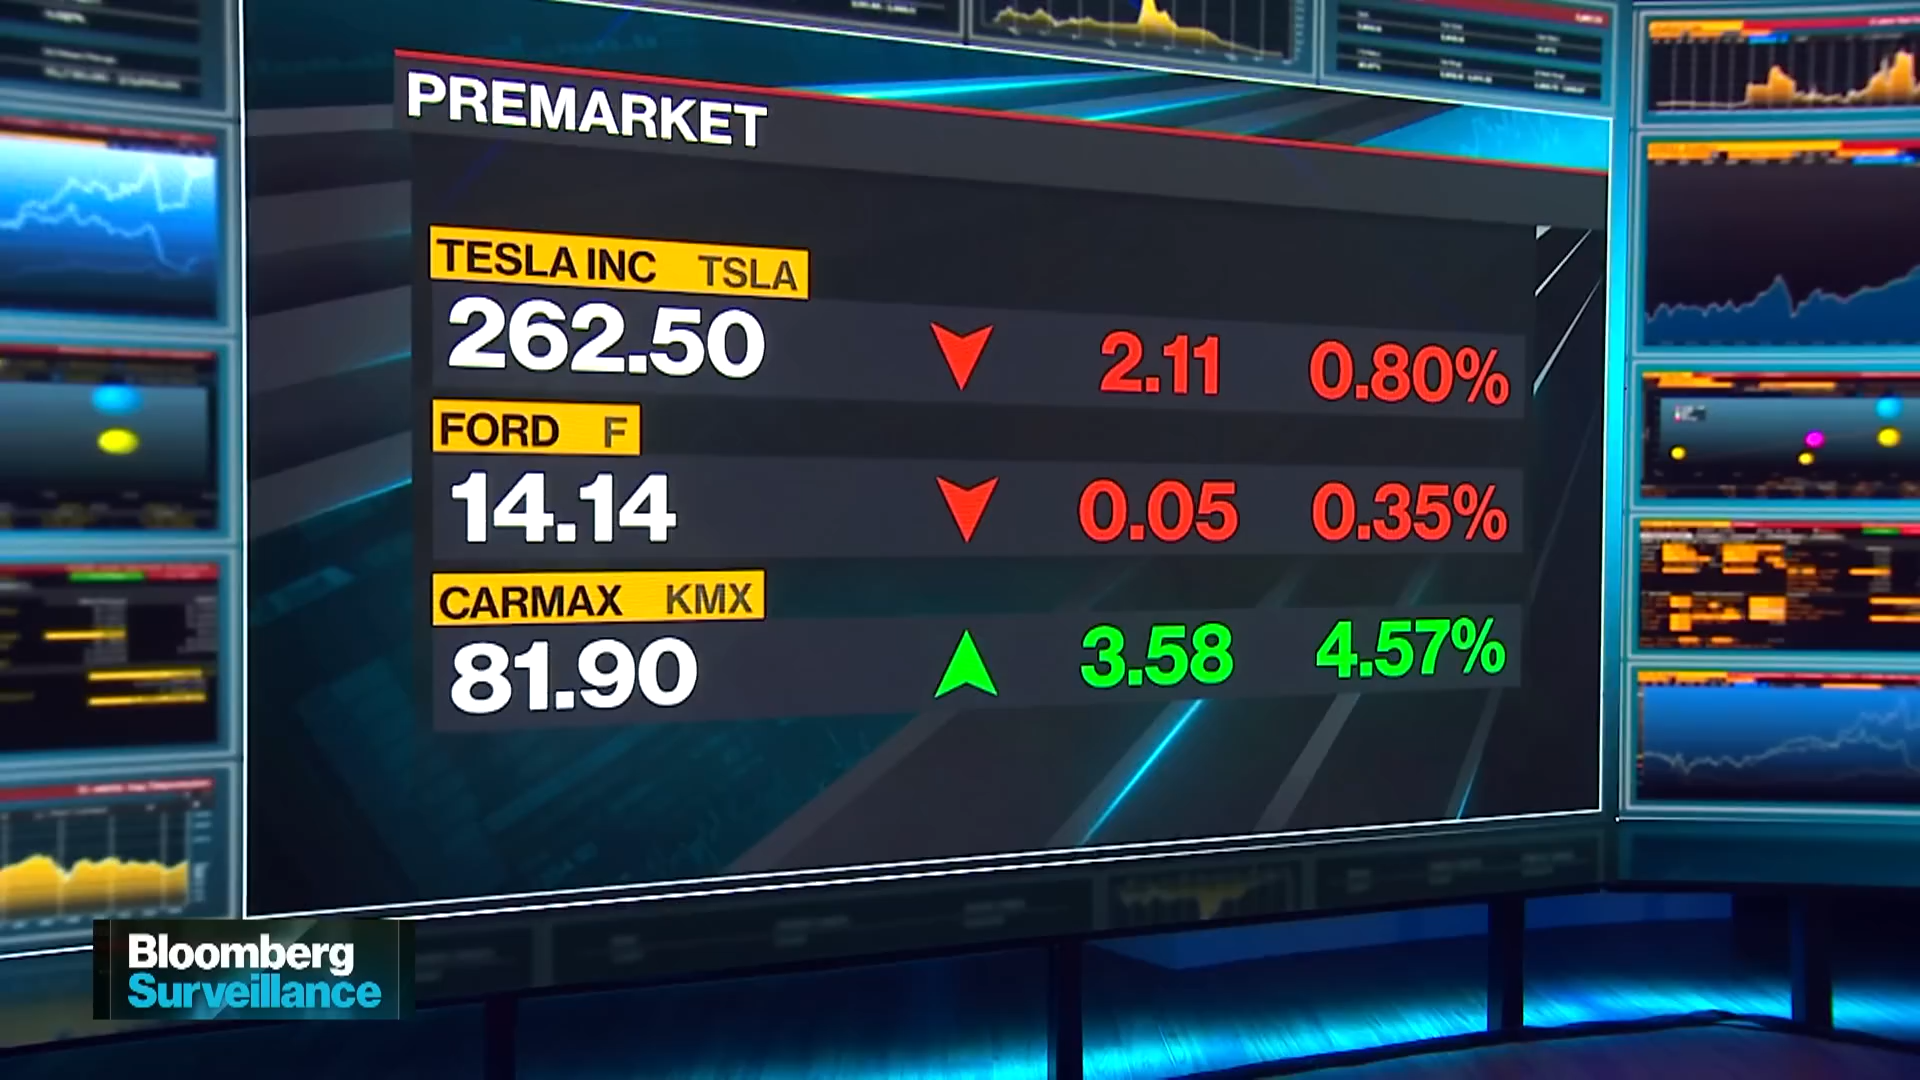 PREMARKET
TESLA INC TSLA
262.50 2.11 0.80%
FORD F
14.14 0.05 0.35%
CARMAX KMX
81.90 3.58 4.57%
Bloomberg
Surveillance